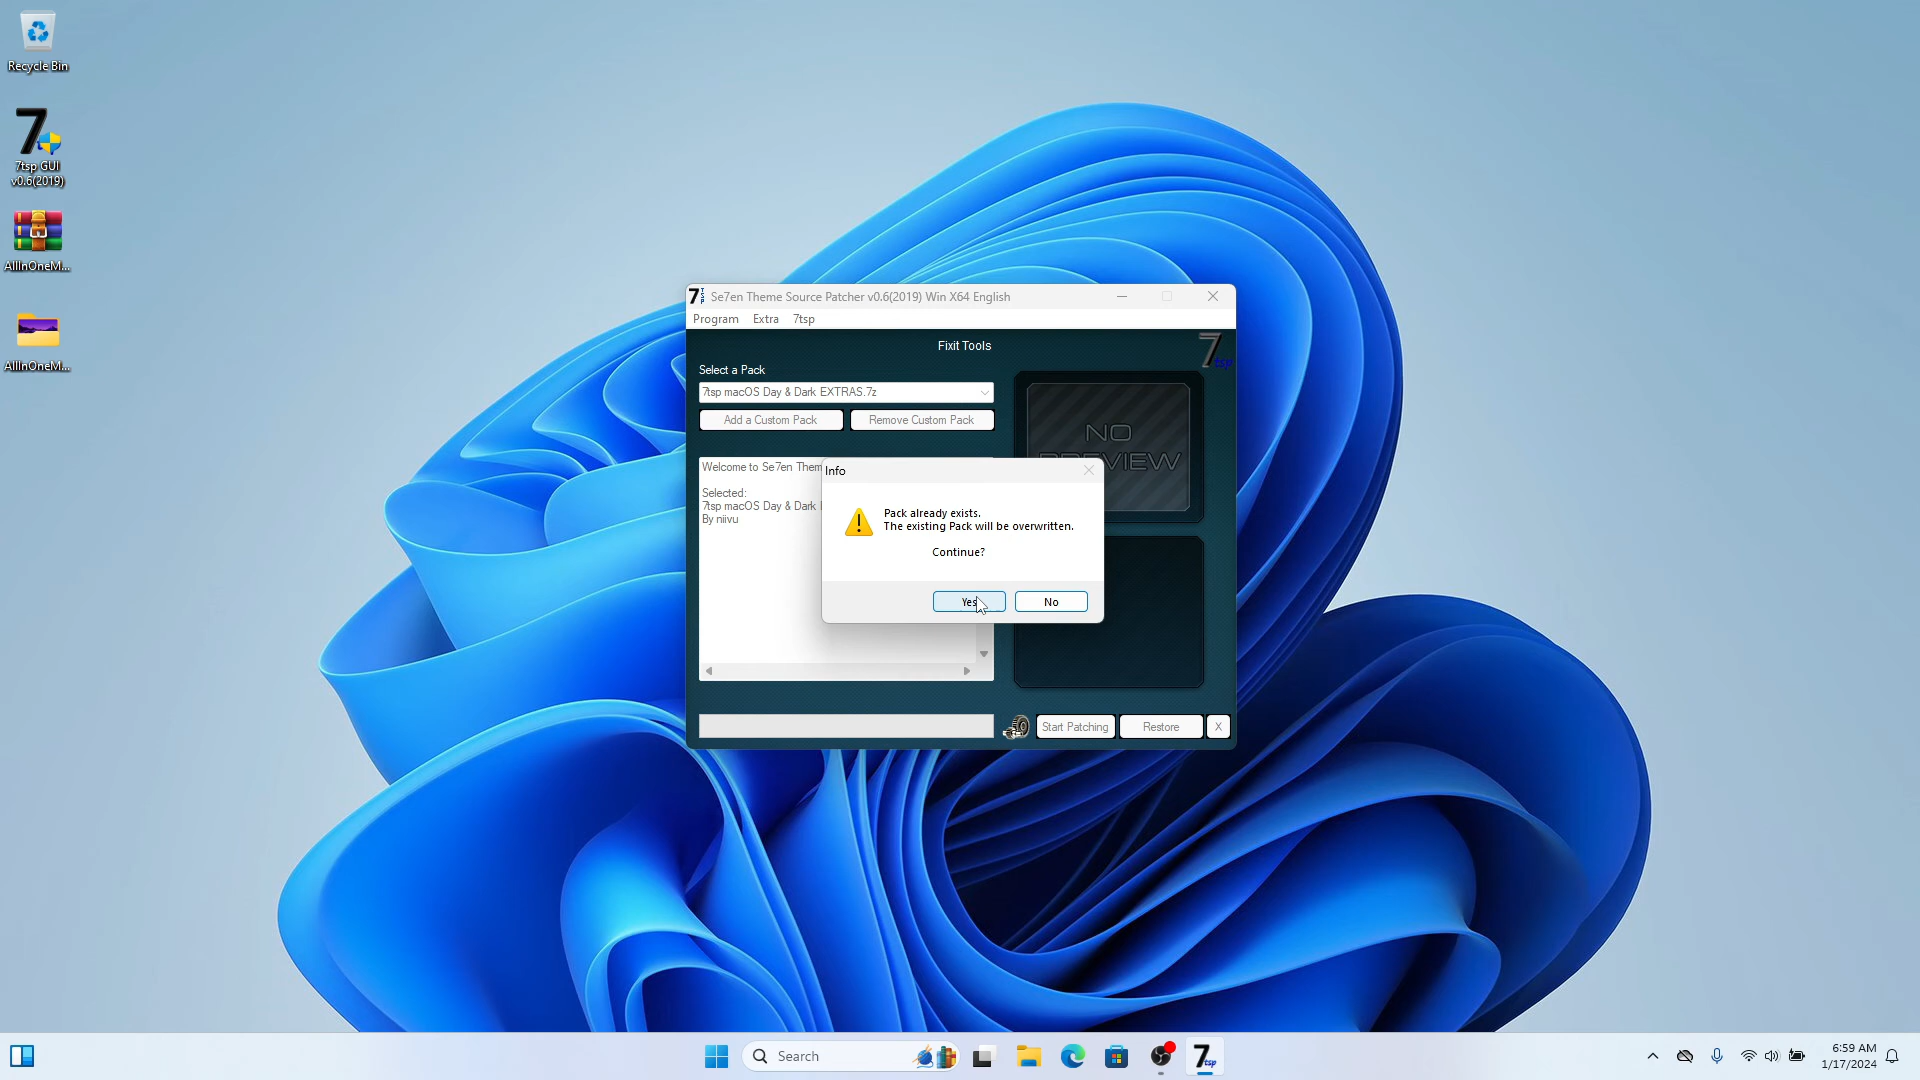 Recycle Bin
7tsp GUI
v0.6(2019)
AllInOneM...
AllInOneM...
Se7en Theme Source Patcher v0.6(2019) Win X64 English
Program Extra 7tsp
Fixit Tools
7tsp
Select a Pack
7tsp macOS Day & Dark EXTRAS.7z
Add a Custom Pack Remove Custom Pack
NO
PREVIEW
Welcome to Se7en Them
Selected:
7tsp macOS Day & Dark
By niivu
Info
Pack already exists.
The existing Pack will be overwritten.
Continue?
Yes No
Start Patching Restore X
Search
7tsp
6:59 AM
1/17/2024